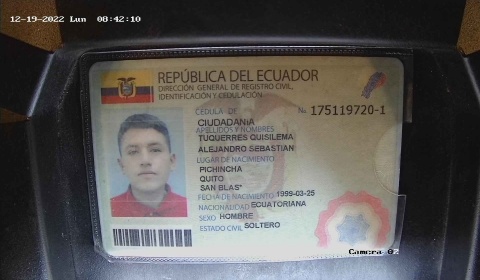 12-19-2022 Lun 08:42:10
REPÚBLICA DEL ECUADOR
DIRECCIÓN GENERAL DE REGISTRO CIVIL,
IDENTIFICACIÓN Y CEDULACIÓN
CÉDULA DE No. 175119720-1
CIUDADANÍA
APELLIDOS Y NOMBRES
TUQUERRES QUISILEMA
ALEJANDRO SEBASTIAN
LUGAR DE NACIMIENTO
PICHINCHA
QUITO
SAN BLAS*
FECHA DE NACIMIENTO 1999-03-25
NACIONALIDAD ECUATORIANA
SEXO HOMBRE
ESTADO CIVIL SOLTERO
Camera 02